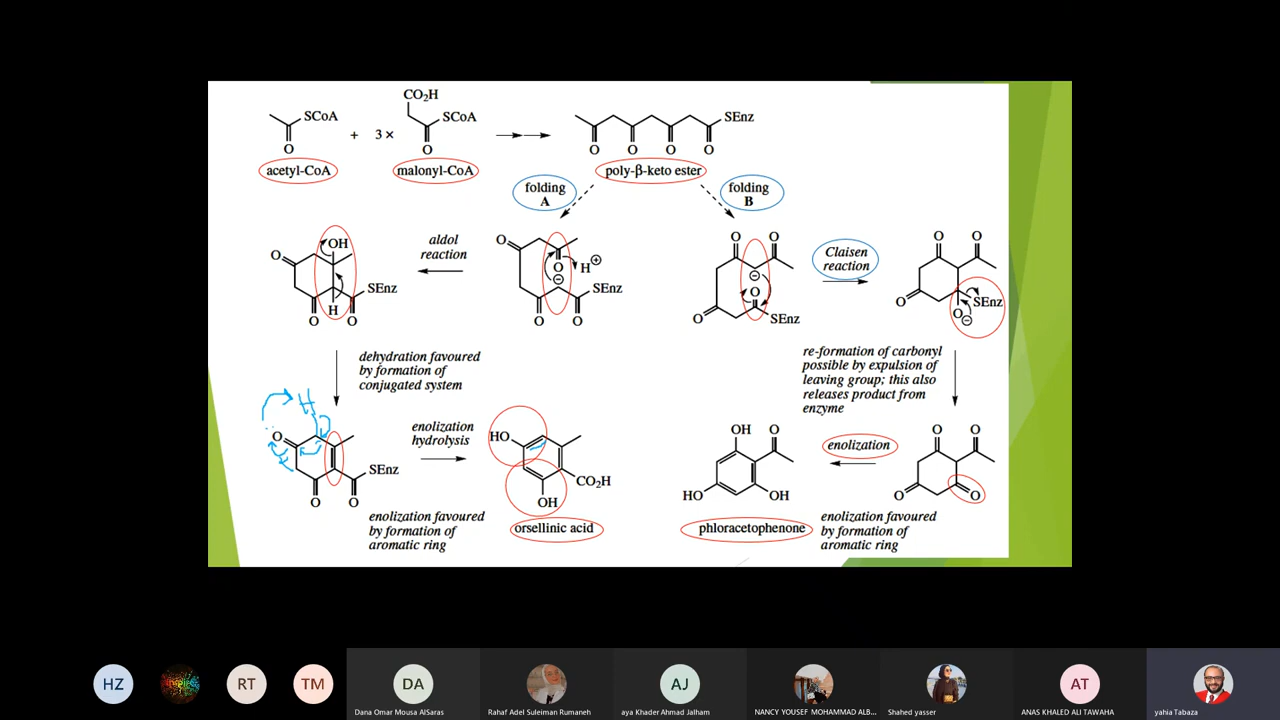 CO₂H
SCoA
+
3×
SCoA
SEnz
O
O
O
O
O
O
acetyl-CoA
malonyl-CoA
poly-β-keto ester
folding
A
folding
B
OH
O
H
SEnz
O
O
aldol
reaction
O
O
H⊕
⊖
SEnz
O
O
O
O
⊖
O
O
SEnz
Claisen
reaction
O
O
O
SEnz
O⊖
dehydration favoured
by formation of
conjugated system
re-formation of carbonyl
possible by expulsion of
leaving group; this also
releases product from
enzyme
H
O
SEnz
O
O
enolization
hydrolysis
HO
CO₂H
OH
orsellinic acid
enolization favoured
by formation of
aromatic ring
OH
O
HO
OH
phloracetophenone
enolization
O
O
O
O
enolization favoured
by formation of
aromatic ring
HZ
RT
TM
DA
AJ
AT
Dana Omar Mousa AlSaras
Rahaf Adel Suleiman Rumaneh
aya Khader Ahmad Jalham
NANCY YOUSEF MOHAMMAD ALB...
Shahed yasser
ANAS KHALED ALI TAWAHA
yahia Tabaza